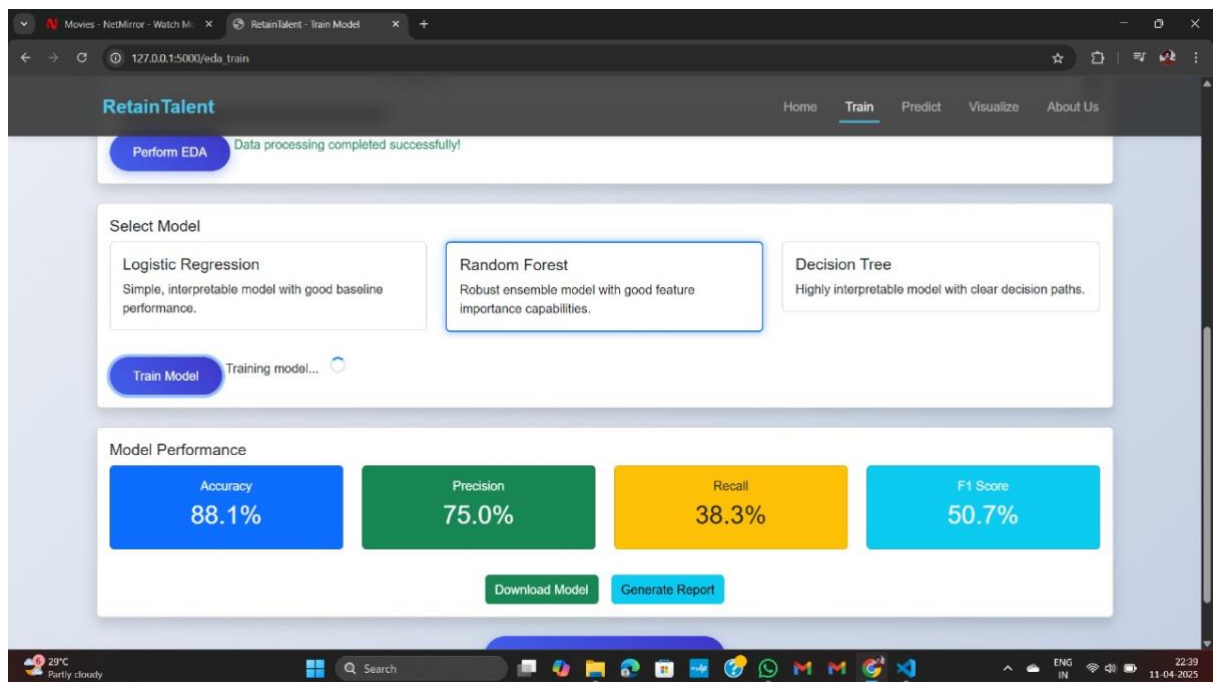 Movies - NetMirror - Watch Mo
RetainTalent - Train Model
127.0.0.1:5000/eda_train
RetainTalent
Home Train Predict Visualize About Us
Perform EDA
Data processing completed successfully!
Select Model
Logistic Regression
Simple, interpretable model with good baseline
performance.
Random Forest
Robust ensemble model with good feature
importance capabilities.
Decision Tree
Highly interpretable model with clear decision paths.
Train Model
Training model...
Model Performance
Accuracy
88.1%
Precision
75.0%
Recall
38.3%
F1 Score
50.7%
Download Model
Generate Report
6
29°C
Partly cloudy
Search
ENG
IN
22:39
11-04-2025